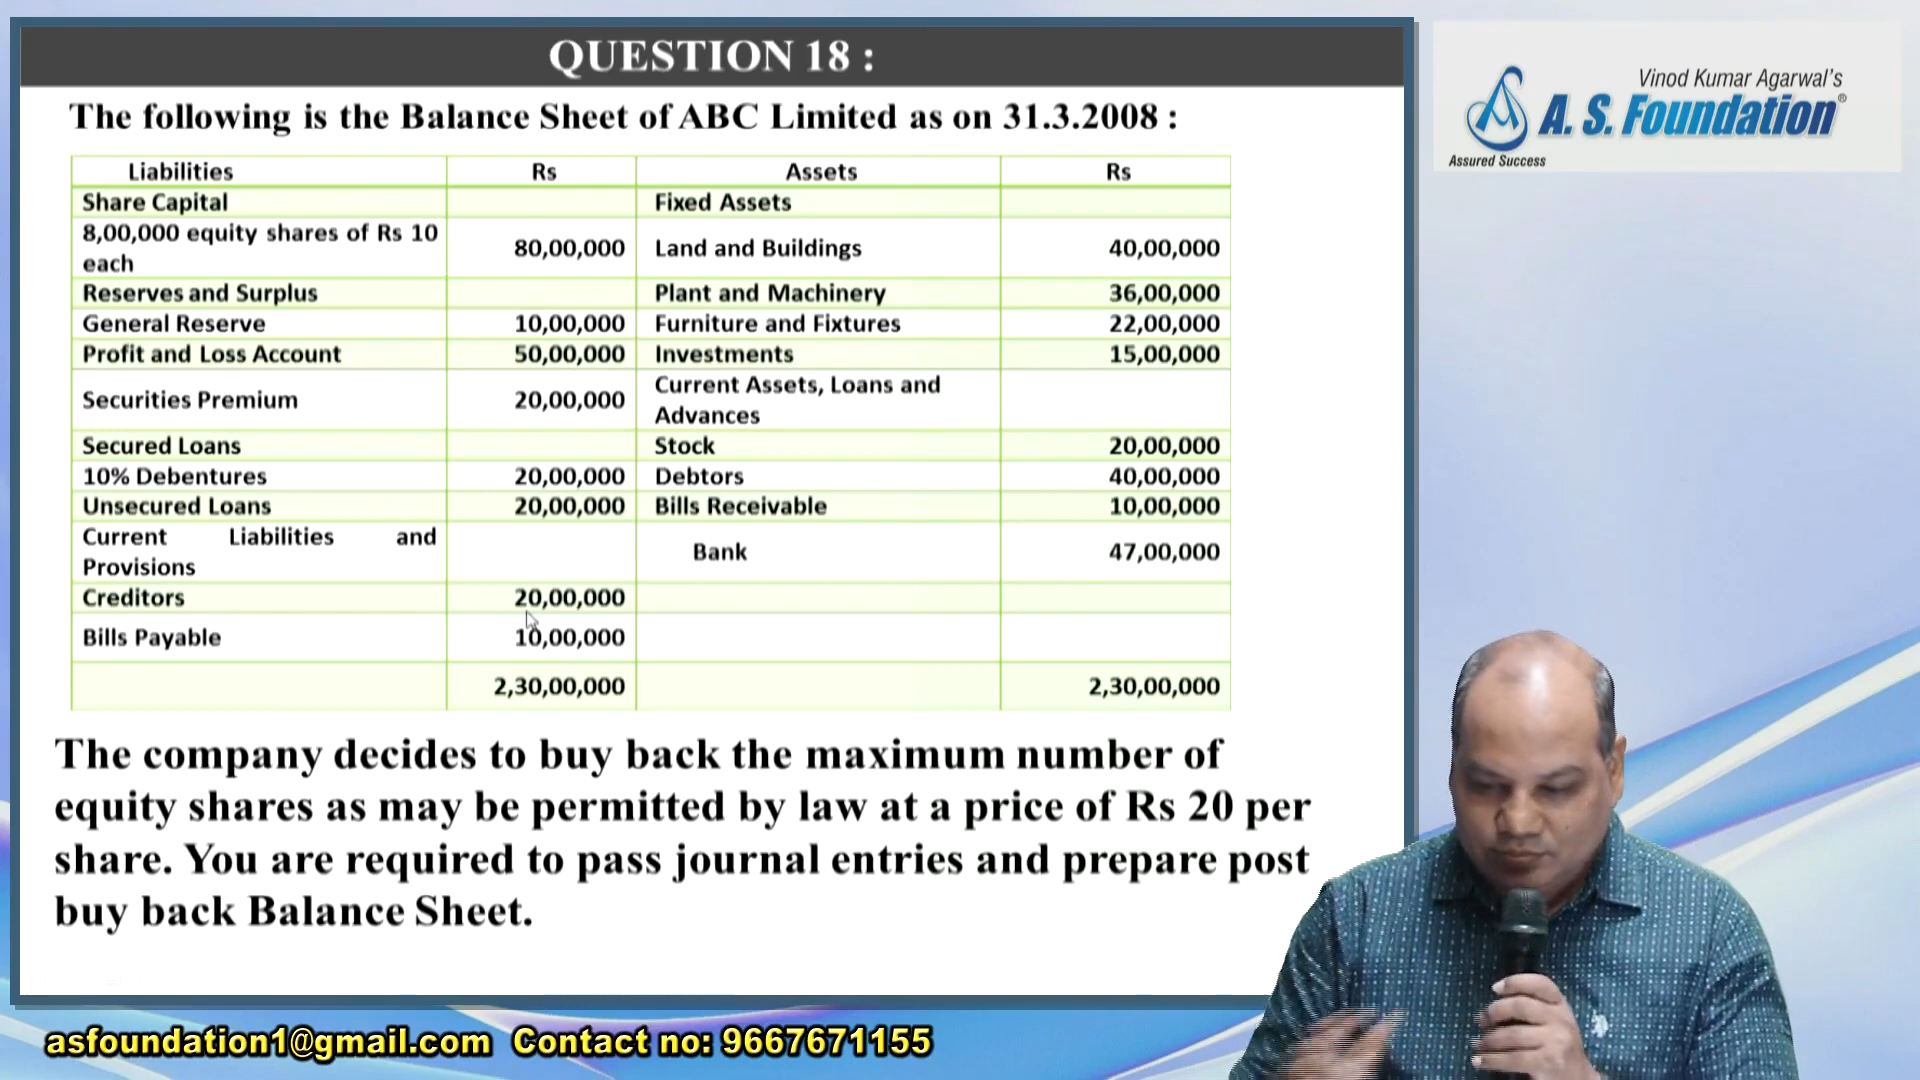 QUESTION 18 :
The following is the Balance Sheet of ABC Limited as on 31.3.2008 :
Liabilities Rs Assets Rs
Share Capital Fixed Assets
8,00,000 equity shares of Rs 10 each 80,00,000 Land and Buildings 40,00,000
Reserves and Surplus Plant and Machinery 36,00,000
General Reserve 10,00,000 Furniture and Fixtures 22,00,000
Profit and Loss Account 50,00,000 Investments 15,00,000
Securities Premium 20,00,000 Current Assets, Loans and Advances
Secured Loans Stock 20,00,000
10% Debentures 20,00,000 Debtors 40,00,000
Unsecured Loans 20,00,000 Bills Receivable 10,00,000
Current Liabilities and Provisions Bank 47,00,000
Creditors 20,00,000
Bills Payable 10,00,000
2,30,00,000 2,30,00,000
The company decides to buy back the maximum number of
equity shares as may be permitted by law at a price of Rs 20 per
share. You are required to pass journal entries and prepare post
buy back Balance Sheet.
Vinod Kumar Agarwal's
A. S. Foundation®
Assured Success
asfoundation1@gmail.com Contact no: 9667671155